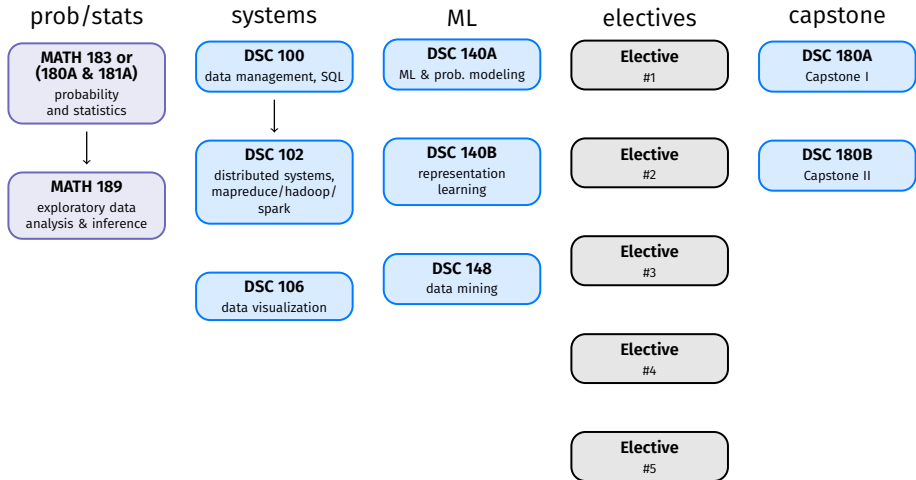 prob/stats
MATH 183 or
(180A & 181A)
probability
and statistics
MATH 189
exploratory data
analysis & inference
systems
DSC 100
data management, SQL
DSC 102
distributed systems,
mapreduce/hadoop/
spark
DSC 106
data visualization
ML
DSC 140A
ML & prob. modeling
DSC 140B
representation
learning
DSC 148
data mining
electives
Elective
#1
Elective
#2
Elective
#3
Elective
#4
Elective
#5
capstone
DSC 180A
Capstone I
DSC 180B
Capstone II